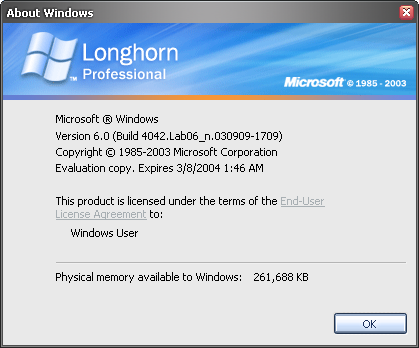 About Windows
Longhorn
Professional
Microsoft © 1985 - 2003
Microsoft ® Windows
Version 6.0 (Build 4042.Lab06_n.030909-1709)
Copyright © 1985-2003 Microsoft Corporation
Evaluation copy. Expires 3/8/2004 1:46 AM
This product is licensed under the terms of the End-User
License Agreement to:
Windows User
Physical memory available to Windows: 261,688 KB
OK